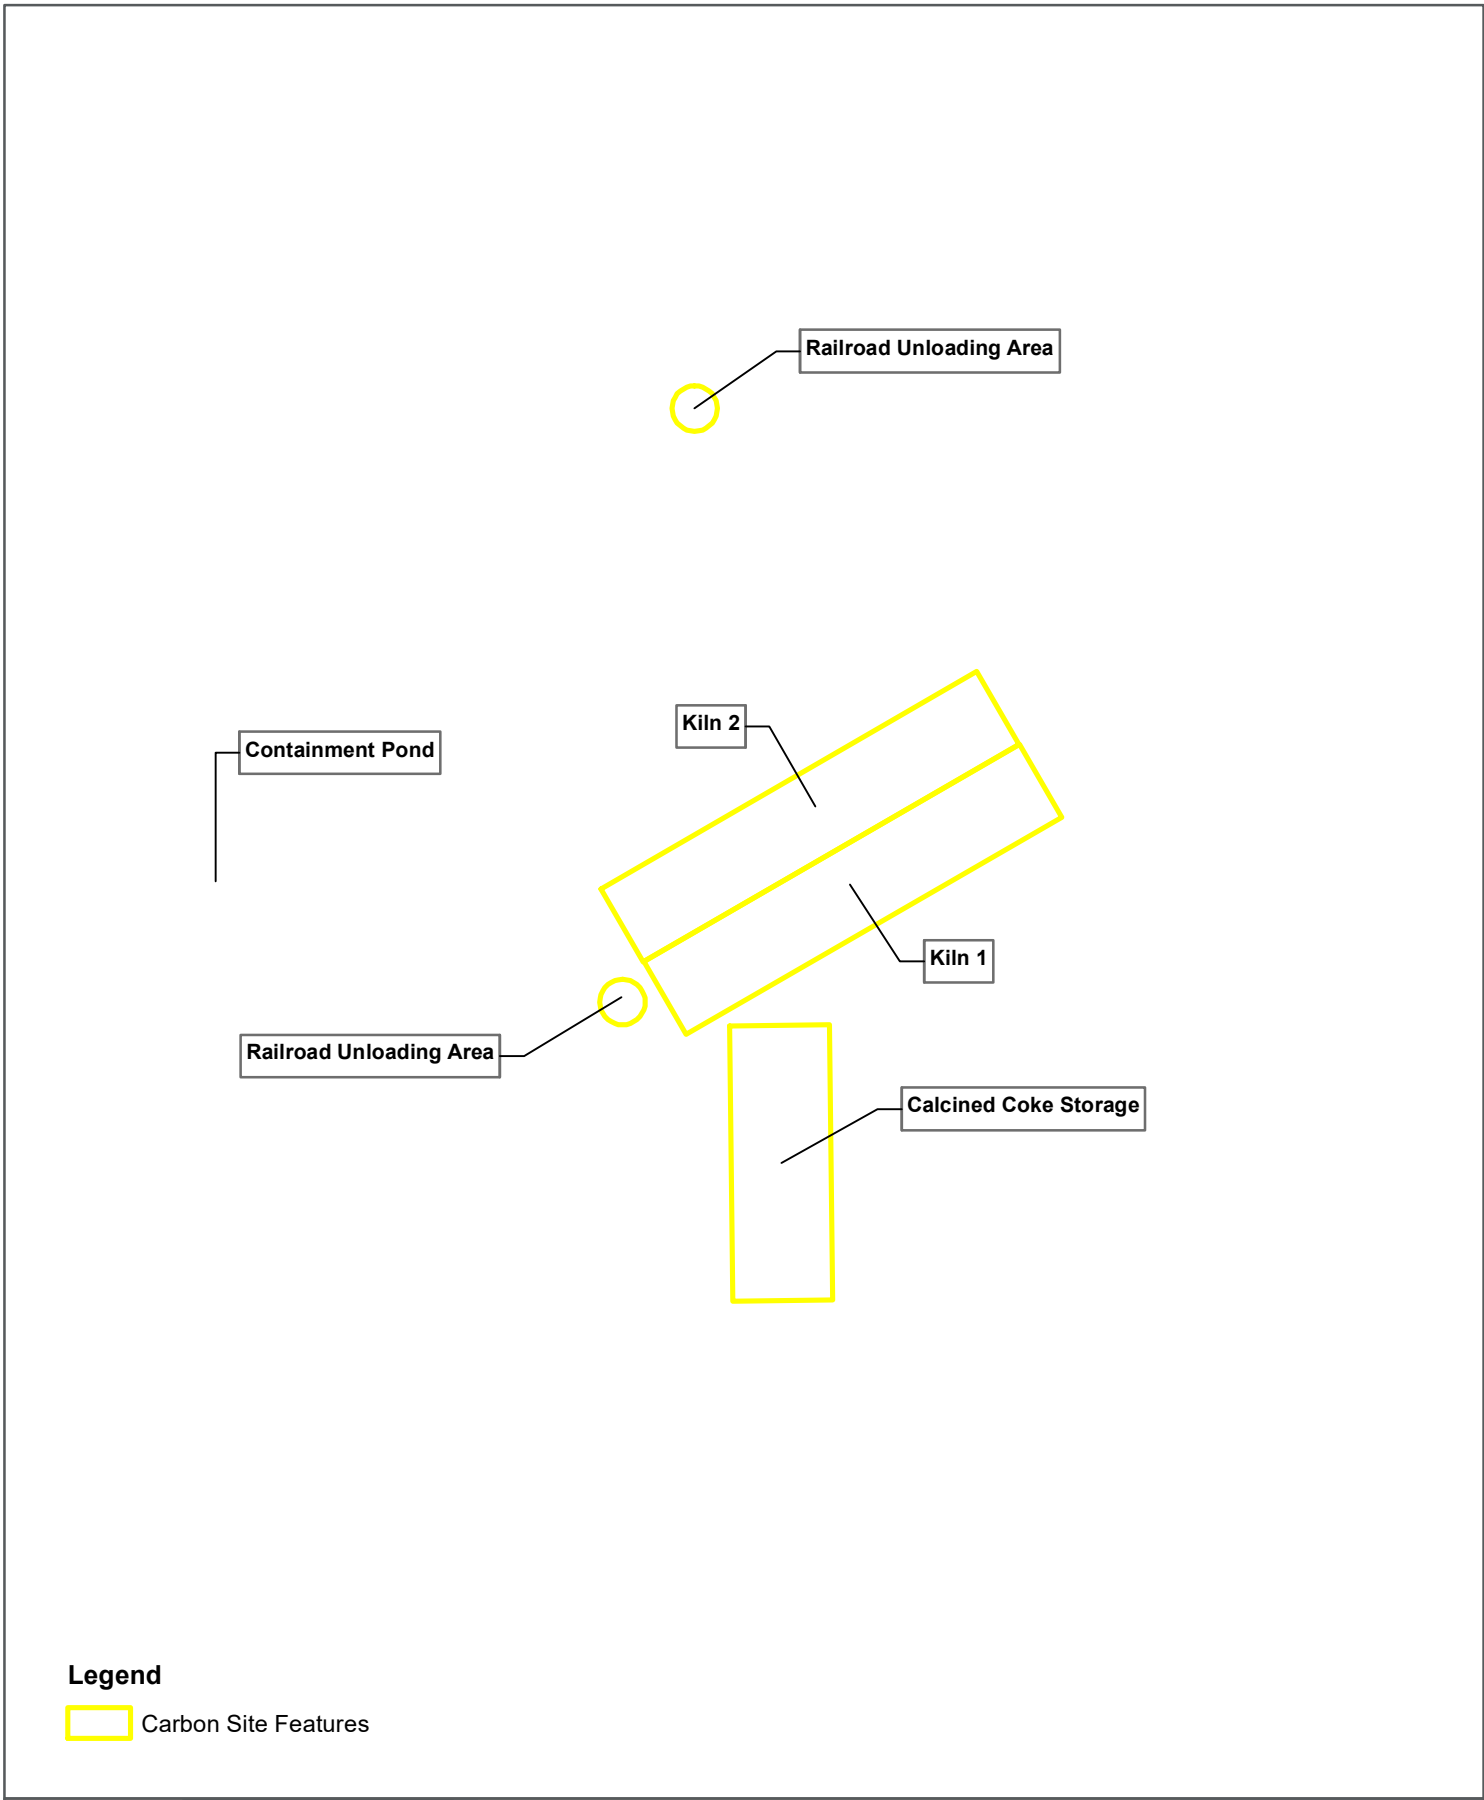 Railroad Unloading Area
Kiln 2
Containment Pond
Kiln 1
Railroad Unloading Area
Calcined Coke Storage
Legend
Carbon Site Features